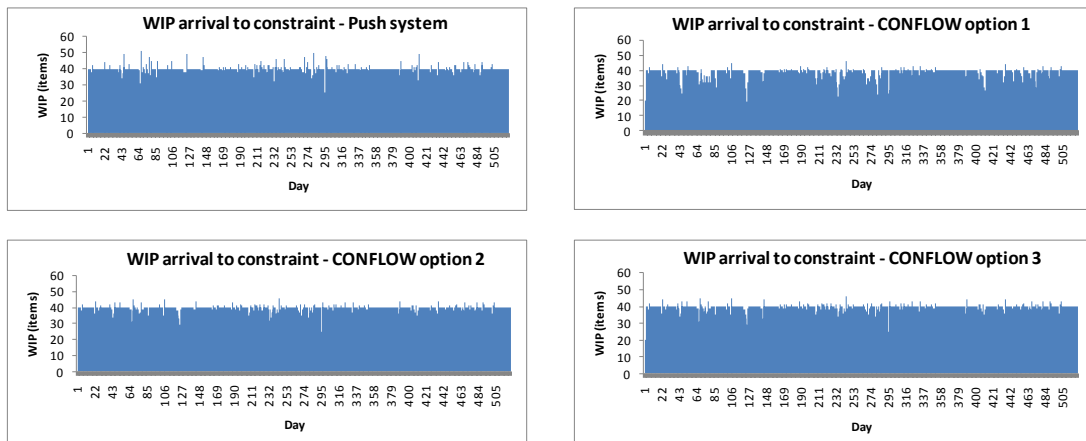 WIP arrival to constraint - Push system
60
50
40
30
20
10
0
WIP (items)
1 22 43 64 85 106 127 148 169 190 211 232 253 274 295 316 337 358 379 400 421 442 463 484 505
Day
WIP arrival to constraint - CONFLOW option 1
60
50
40
30
20
10
0
WIP (items)
1 22 43 64 85 106 127 148 169 190 211 232 253 274 295 316 337 358 379 400 421 442 463 484 505
Day
WIP arrival to constraint - CONFLOW option 2
60
50
40
30
20
10
0
WIP (items)
1 22 43 64 85 106 127 148 169 190 211 232 253 274 295 316 337 358 379 400 421 442 463 484 505
Day
WIP arrival to constraint - CONFLOW option 3
60
50
40
30
20
10
0
WIP (items)
1 22 43 64 85 106 127 148 169 190 211 232 253 274 295 316 337 358 379 400 421 442 463 484 505
Day